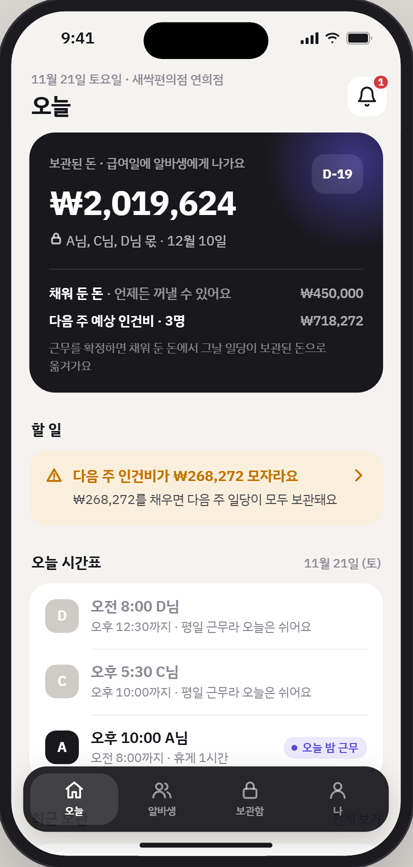 9:41
11월 21일 토요일 · 새싹편의점 연희점
오늘
1
보관된 돈 · 급여일에 알바생에게 나가요
D-19
₩2,019,624
A님, C님, D님 몫 · 12월 10일
채워 둔 돈 · 언제든 꺼낼 수 있어요 ₩450,000
다음 주 예상 인건비 · 3명 ₩718,272
근무를 확정하면 채워 둔 돈에서 그날 일당이 보관된 돈으로
옮겨가요
할 일
다음 주 인건비가 ₩268,272 모자라요
₩268,272를 채우면 다음 주 일당이 모두 보관돼요
오늘 시간표 11월 21일 (토)
D
오전 8:00 D님
오후 12:30까지 · 평일 근무라 오늘은 쉬어요
C
오후 5:30 C님
오후 10:00까지 · 평일 근무라 오늘은 쉬어요
A
오후 10:00 A님
오전 8:00까지 · 휴게 1시간
오늘 밤 근무
오늘 알바생 보관함 나